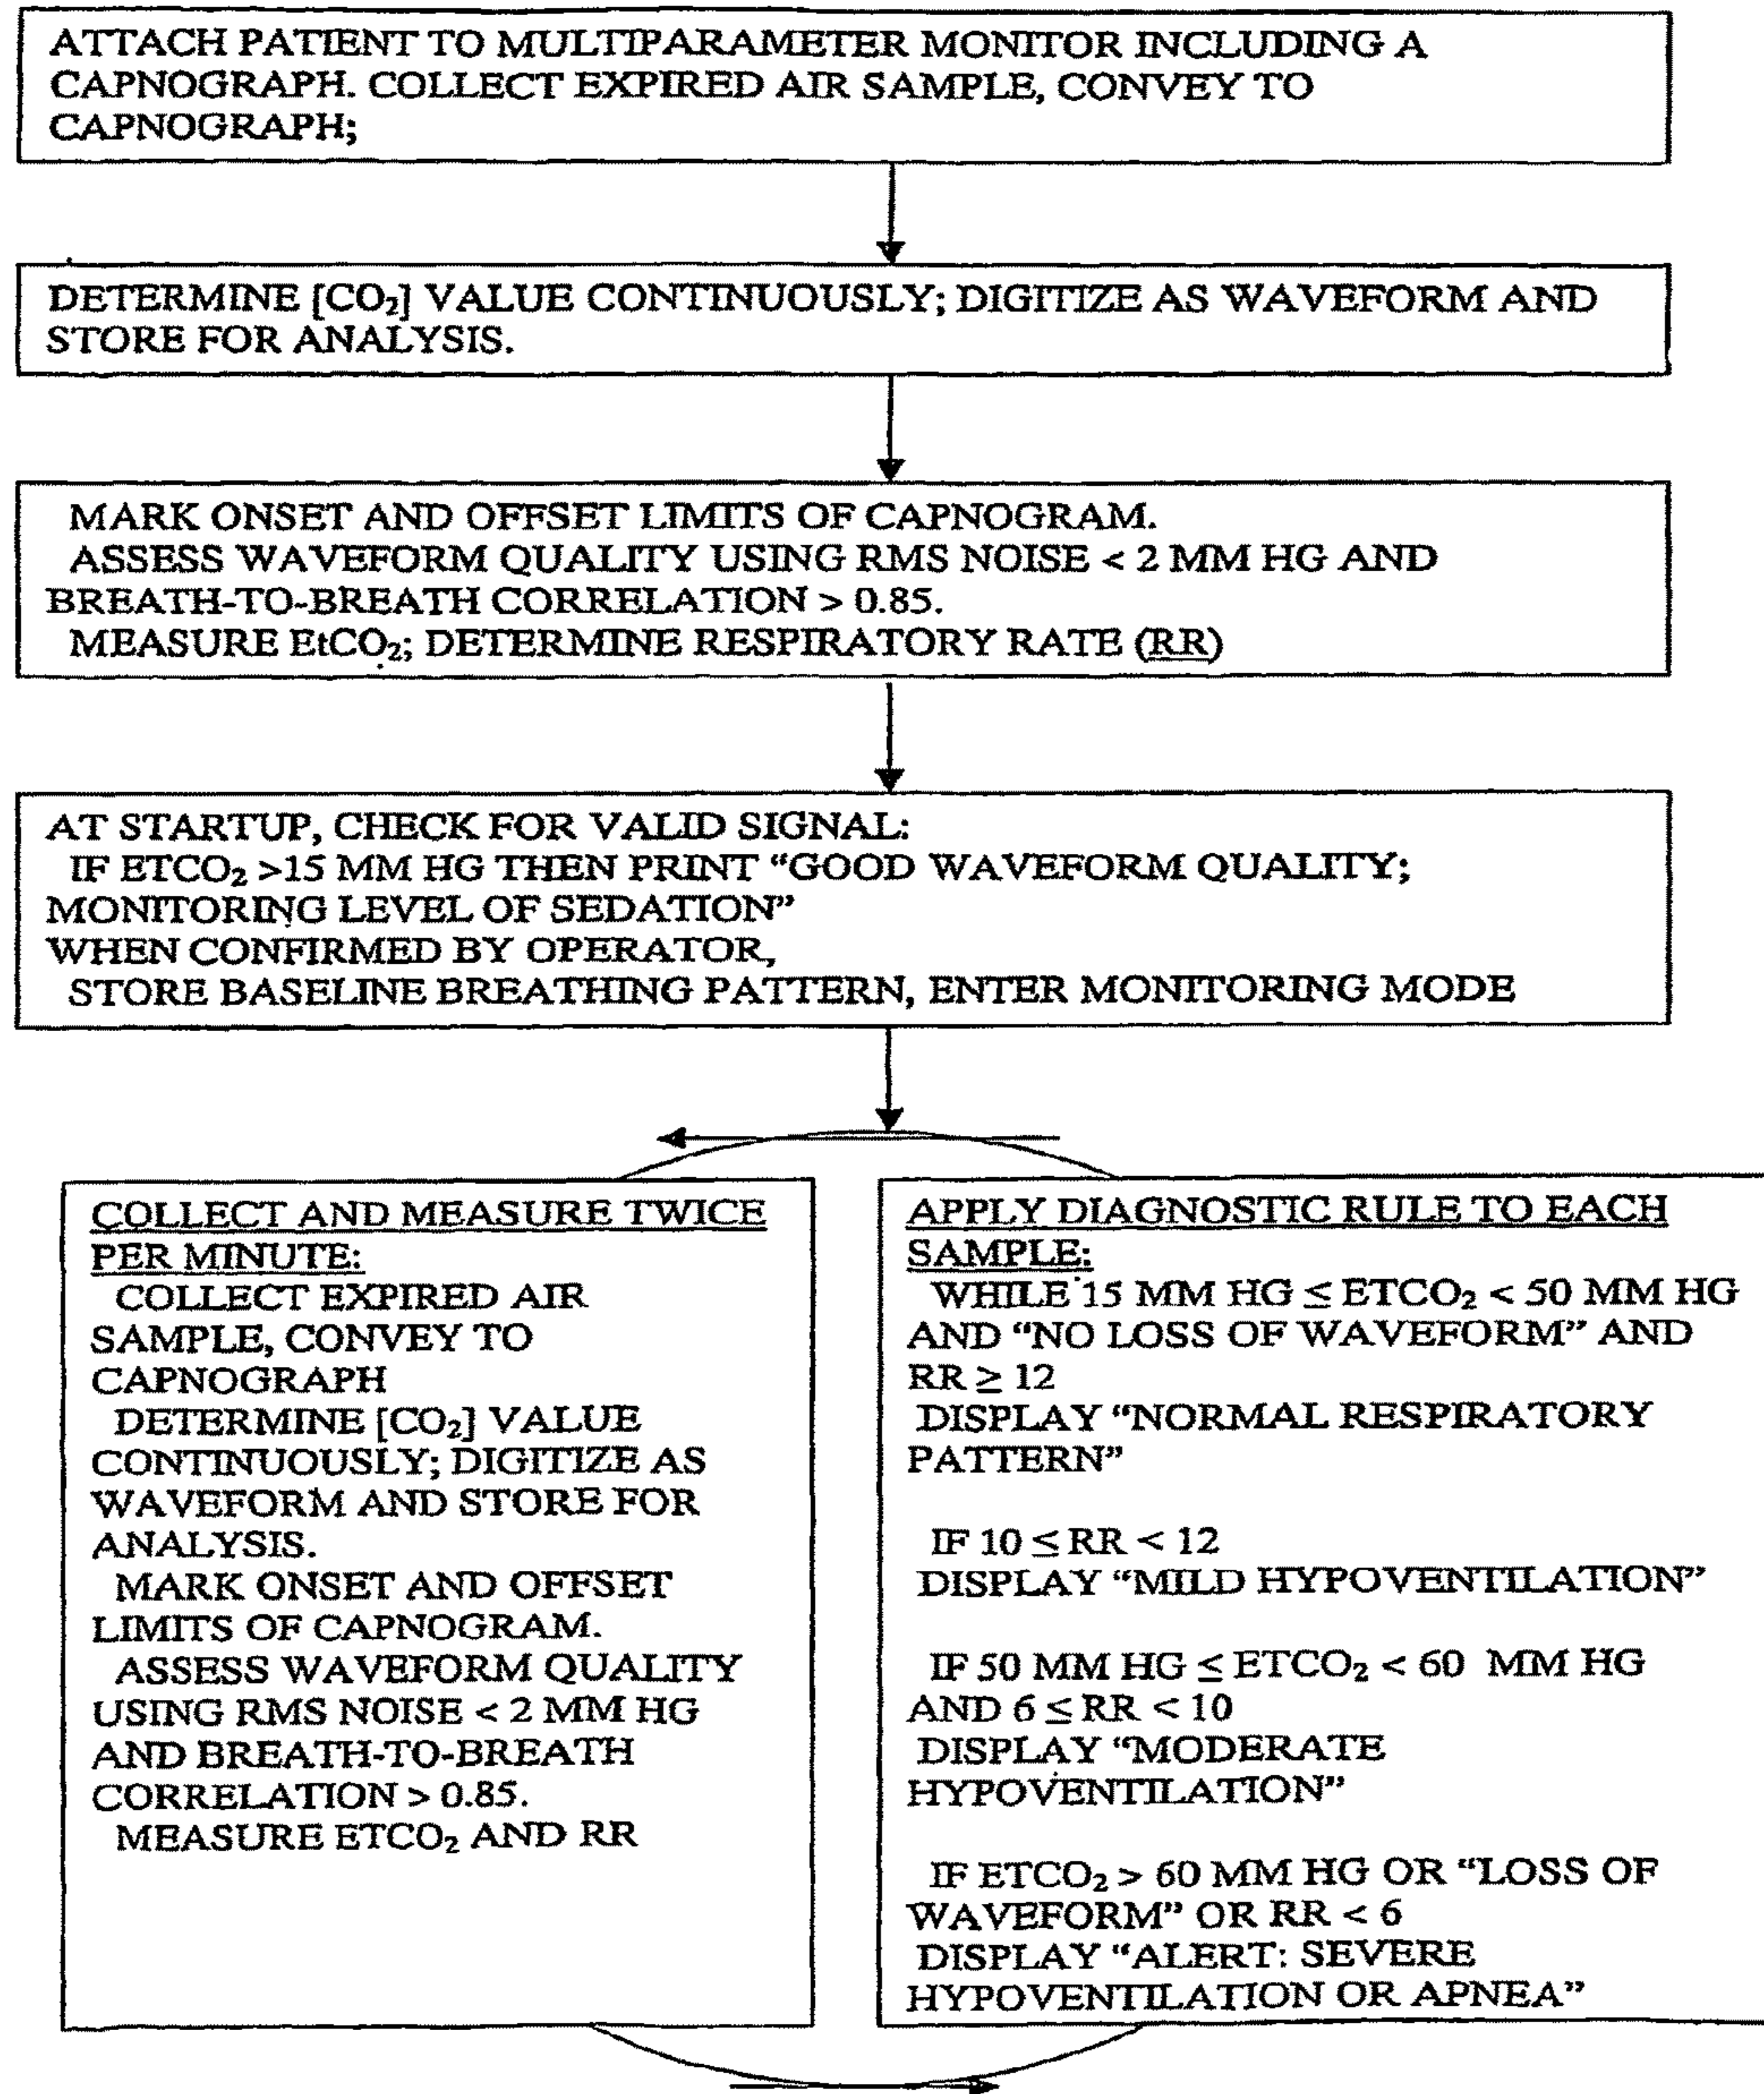 ATTACH PATIENT TO MULTIPARAMETER MONITOR INCLUDING A
CAPNOGRAPH. COLLECT EXPIRED AIR SAMPLE, CONVEY TO
CAPNOGRAPH;
DETERMINE [CO₂] VALUE CONTINUOUSLY; DIGITIZE AS WAVEFORM AND
STORE FOR ANALYSIS.
MARK ONSET AND OFFSET LIMITS OF CAPNOGRAM.
ASSESS WAVEFORM QUALITY USING RMS NOISE < 2 MM HG AND
BREATH-TO-BREATH CORRELATION > 0.85.
MEASURE EtCO₂; DETERMINE RESPIRATORY RATE (RR)
AT STARTUP, CHECK FOR VALID SIGNAL:
IF ETCO₂ >15 MM HG THEN PRINT “GOOD WAVEFORM QUALITY;
MONITORING LEVEL OF SEDATION”
WHEN CONFIRMED BY OPERATOR,
STORE BASELINE BREATHING PATTERN, ENTER MONITORING MODE
COLLECT AND MEASURE TWICE
PER MINUTE:
COLLECT EXPIRED AIR
SAMPLE, CONVEY TO
CAPNOGRAPH
DETERMINE [CO₂] VALUE
CONTINUOUSLY; DIGITIZE AS
WAVEFORM AND STORE FOR
ANALYSIS.
MARK ONSET AND OFFSET
LIMITS OF CAPNOGRAM.
ASSESS WAVEFORM QUALITY
USING RMS NOISE < 2 MM HG
AND BREATH-TO-BREATH
CORRELATION > 0.85.
MEASURE ETCO₂ AND RR
APPLY DIAGNOSTIC RULE TO EACH
SAMPLE:
WHILE 15 MM HG ≤ ETCO₂ < 50 MM HG
AND “NO LOSS OF WAVEFORM” AND
RR ≥ 12
DISPLAY “NORMAL RESPIRATORY
PATTERN”
IF 10 ≤ RR < 12
DISPLAY “MILD HYPOVENTILATION”
IF 50 MM HG ≤ ETCO₂ < 60 MM HG
AND 6 ≤ RR < 10
DISPLAY “MODERATE
HYPOVENTILATION”
IF ETCO₂ > 60 MM HG OR “LOSS OF
WAVEFORM” OR RR < 6
DISPLAY “ALERT: SEVERE
HYPOVENTILATION OR APNEA”